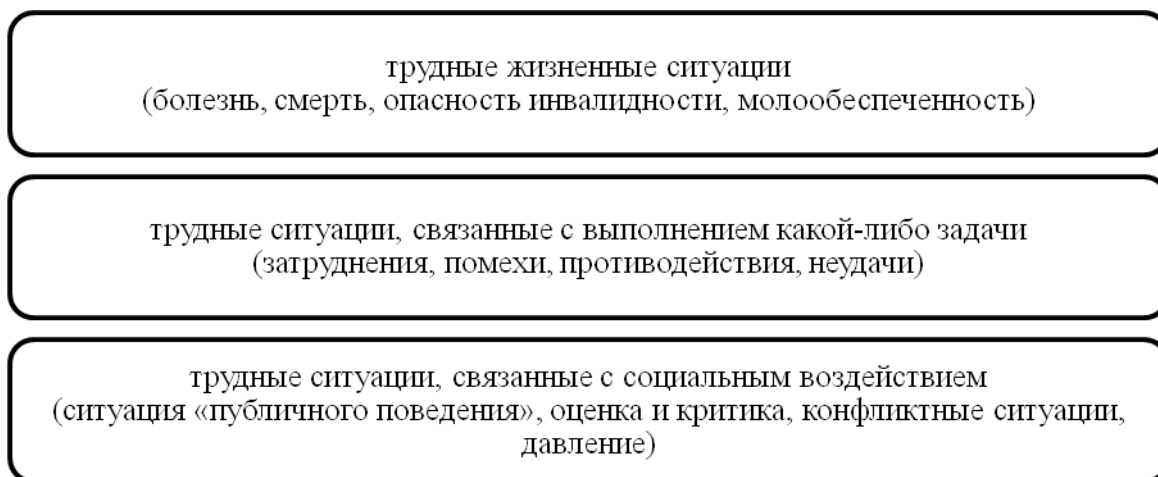 трудные жизненные ситуации
(болезнь, смерть, опасность инвалидности, молообеспеченность)
трудные ситуации, связанные с выполнением какой-либо задачи
(затруднения, помехи, противодействия, неудачи)
трудные ситуации, связанные с социальным воздействием
(ситуация «публичного поведения», оценка и критика, конфликтные ситуации,
давление)